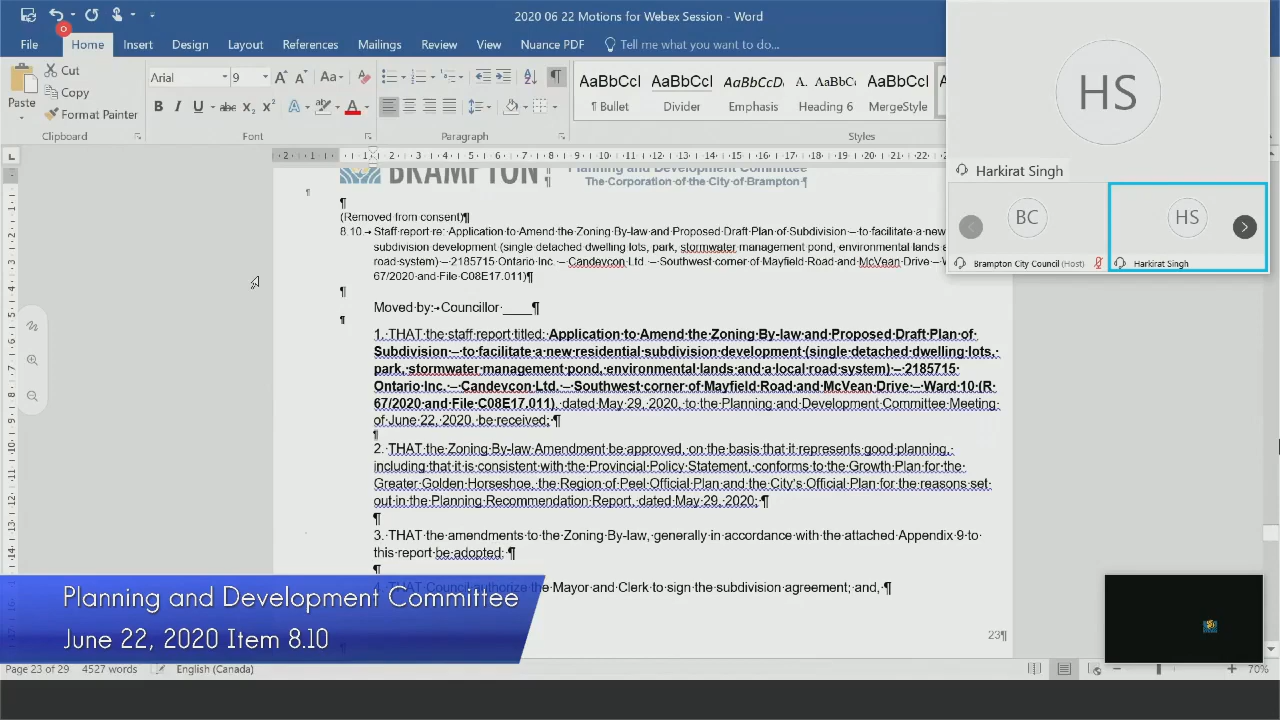 2020 06 22 Motions for Webex Session - Word
File Home Insert Design Layout References Mailings Review View Nuance PDF Tell me what you want to do...
Paste
Cut
Copy
Format Painter
Clipboard
Arial 9
Font
Paragraph
AaBbCcI AaBbCcI AaBbCcD. A. AaBbCc AaBbCcI
¶ Bullet Divider Emphasis Heading 6 MergeStyle
Styles
HS
Harkirat Singh
BC
HS
Brampton City Council (Host)
Harkirat Singh
BRAMPTON
Planning and Development Committee
The Corporation of the City of Brampton ¶
(Removed from consent)¶
8.10 → Staff report re: Application to Amend the Zoning By-law and Proposed Draft Plan of Subdivision – to facilitate a new
subdivision development (single detached dwelling lots, park, stormwater management pond, environmental lands
road system) – 2185715 Ontario Inc. – Candevcon Ltd. – Southwest corner of Mayfield Road and McVean Drive –
67/2020 and File C08E17.011)¶
Moved by: → Councillor ____¶
1. THAT the staff report titled: Application to Amend the Zoning By-law and Proposed Draft Plan of
Subdivision – to facilitate a new residential subdivision development (single detached dwelling lots,
park, stormwater management pond, environmental lands and a local road system) – 2185715
Ontario Inc. – Candevcon Ltd. – Southwest corner of Mayfield Road and McVean Drive – Ward 10 (R
67/2020 and File C08E17.011), dated May 29, 2020, to the Planning and Development Committee Meeting
of June 22, 2020, be received; ¶
2. THAT the Zoning By-law Amendment be approved, on the basis that it represents good planning,
including that it is consistent with the Provincial Policy Statement, conforms to the Growth Plan for the
Greater Golden Horseshoe, the Region of Peel Official Plan and the City's Official Plan for the reasons set
out in the Planning Recommendation Report, dated May 29, 2020; ¶
3. THAT the amendments to the Zoning By-law, generally in accordance with the attached Appendix 9 to
this report be adopted; ¶
4. THAT Council authorize the Mayor and Clerk to sign the subdivision agreement; and, ¶
23¶
Planning and Development Committee
June 22, 2020 Item 8.10
Page 23 of 29 4527 words English (Canada)
70%